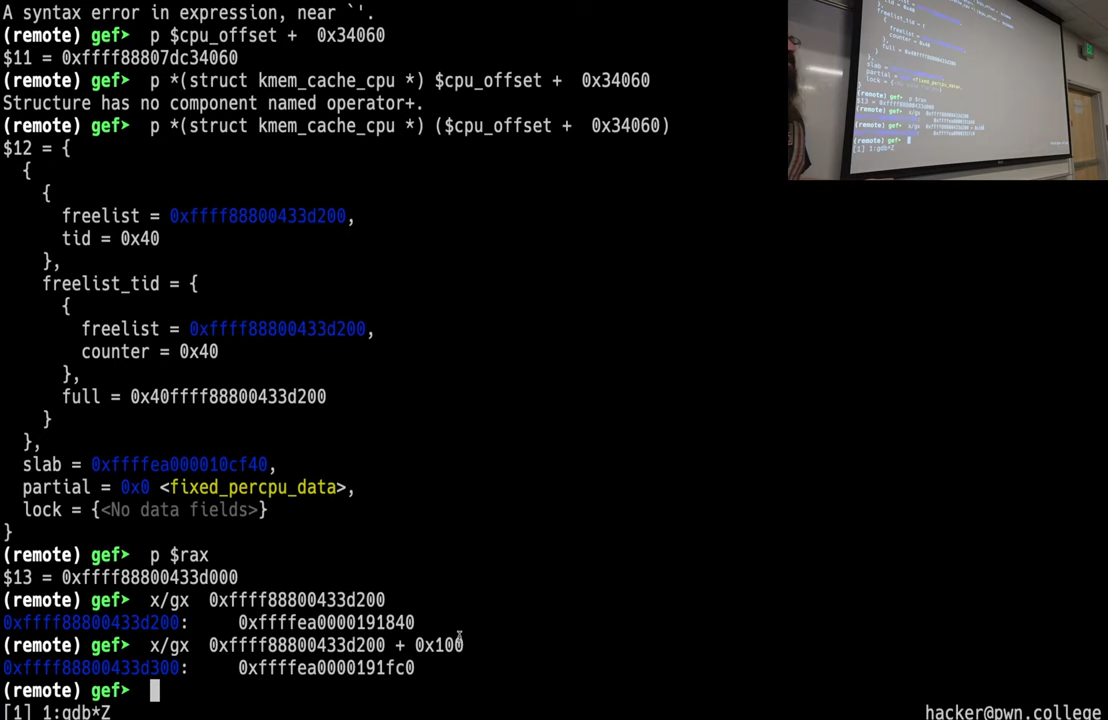 A syntax error in expression, near `'.
(remote) gef➤  p $cpu_offset +  0x34060
$11 = 0xffff88807dc34060
(remote) gef➤  p *(struct kmem_cache_cpu *) $cpu_offset +  0x34060
Structure has no component named operator+.
(remote) gef➤  p *(struct kmem_cache_cpu *) ($cpu_offset +  0x34060)
$12 = {
  {
    {
      freelist = 0xffff88800433d200,
      tid = 0x40
    },
    freelist_tid = {
      {
        freelist = 0xffff88800433d200,
        counter = 0x40
      },
      full = 0x40ffff88800433d200
    }
  },
  slab = 0xffffea000010cf40,
  partial = 0x0 <fixed_percpu_data>,
  lock = {<No data fields>}
}
(remote) gef➤  p $rax
$13 = 0xffff88800433d000
(remote) gef➤  x/gx  0xffff88800433d200
0xffff88800433d200:     0xffffea0000191840
(remote) gef➤  x/gx  0xffff88800433d200 + 0x100
0xffff88800433d300:     0xffffea0000191fc0
(remote) gef➤
[1] 1:gdb*Z
hacker@pwn.college